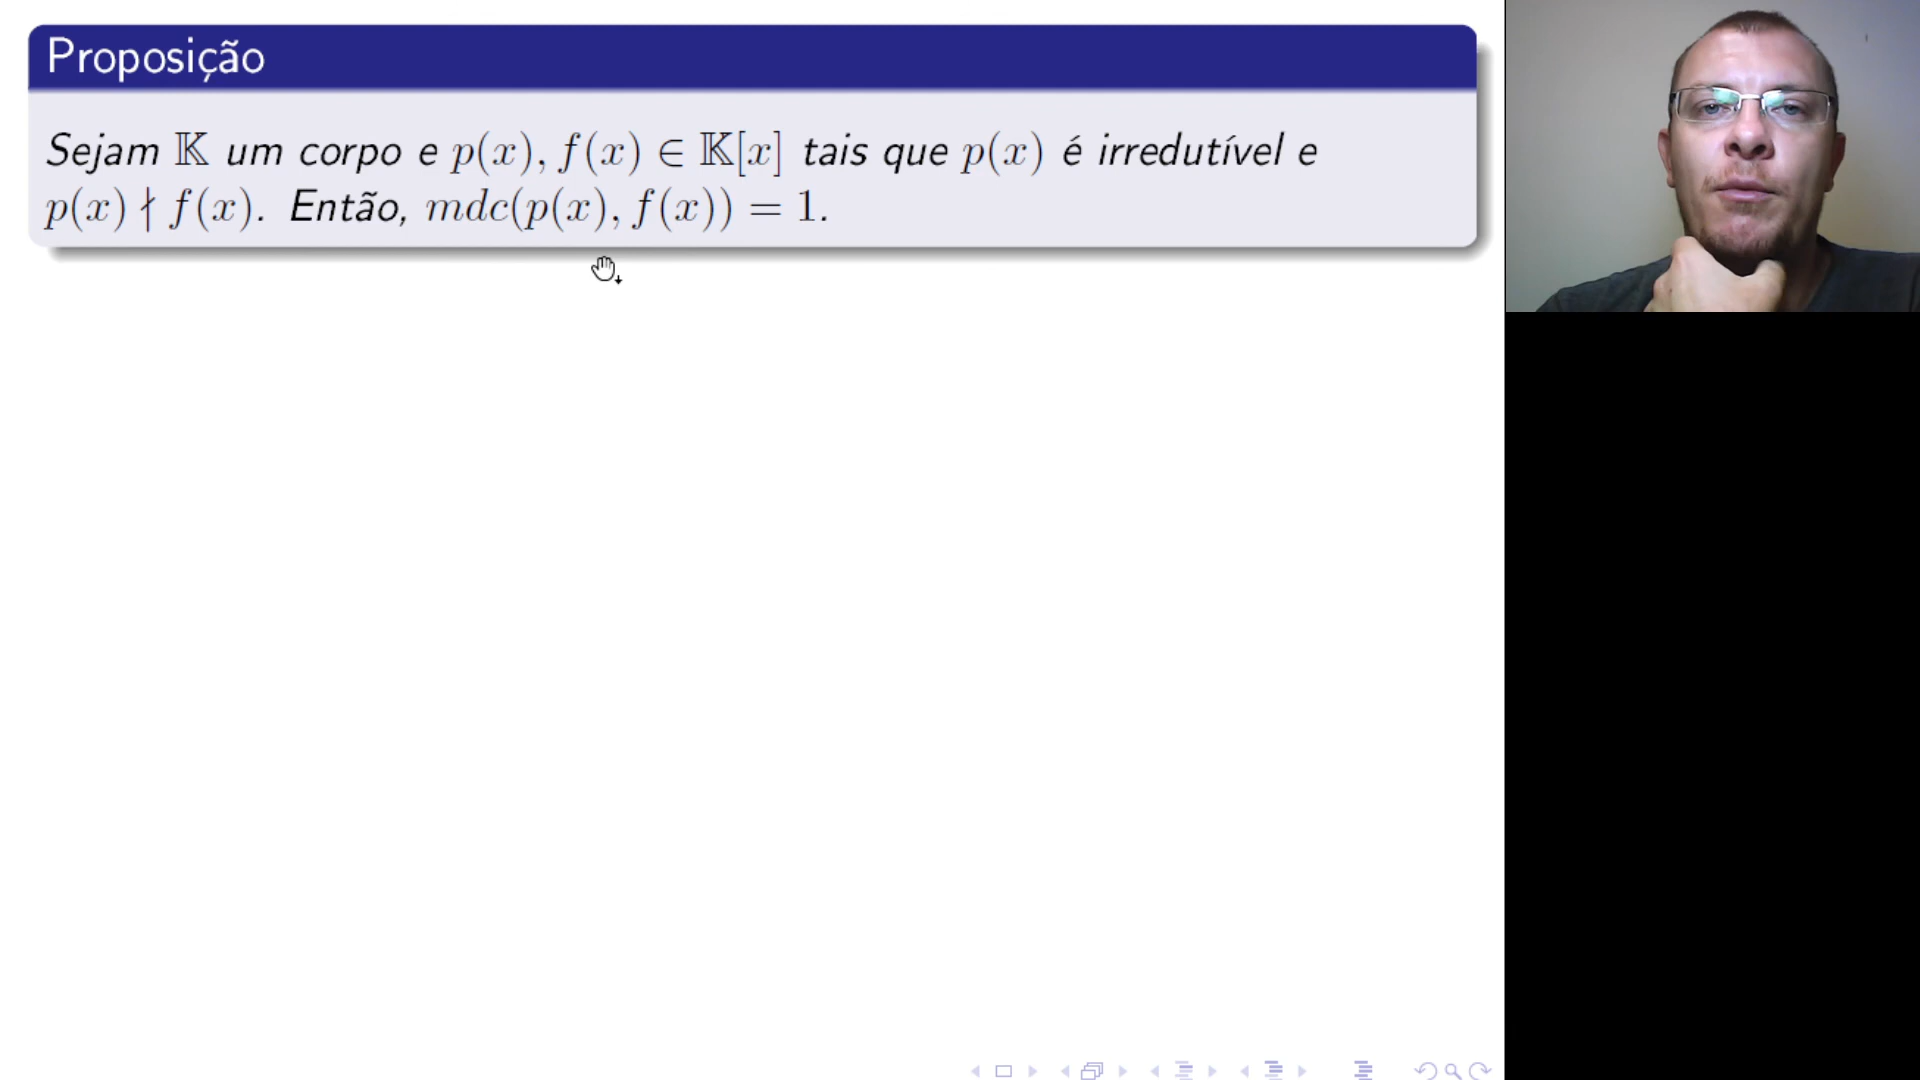 Proposição
Sejam 𝕂 um corpo e p(x), f(x) ∈ 𝕂[x] tais que p(x) é irredutível e
p(x) ∤ f(x). Então, mdc(p(x), f(x)) = 1.